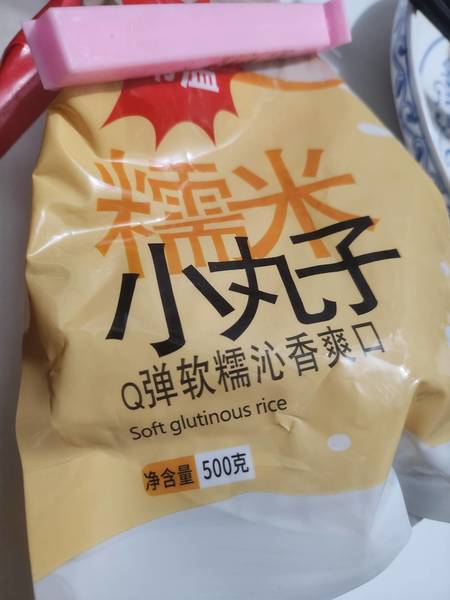 温
糯米
小丸子
Q弹软糯沁香爽口
Soft glutinous rice
净含量 500克